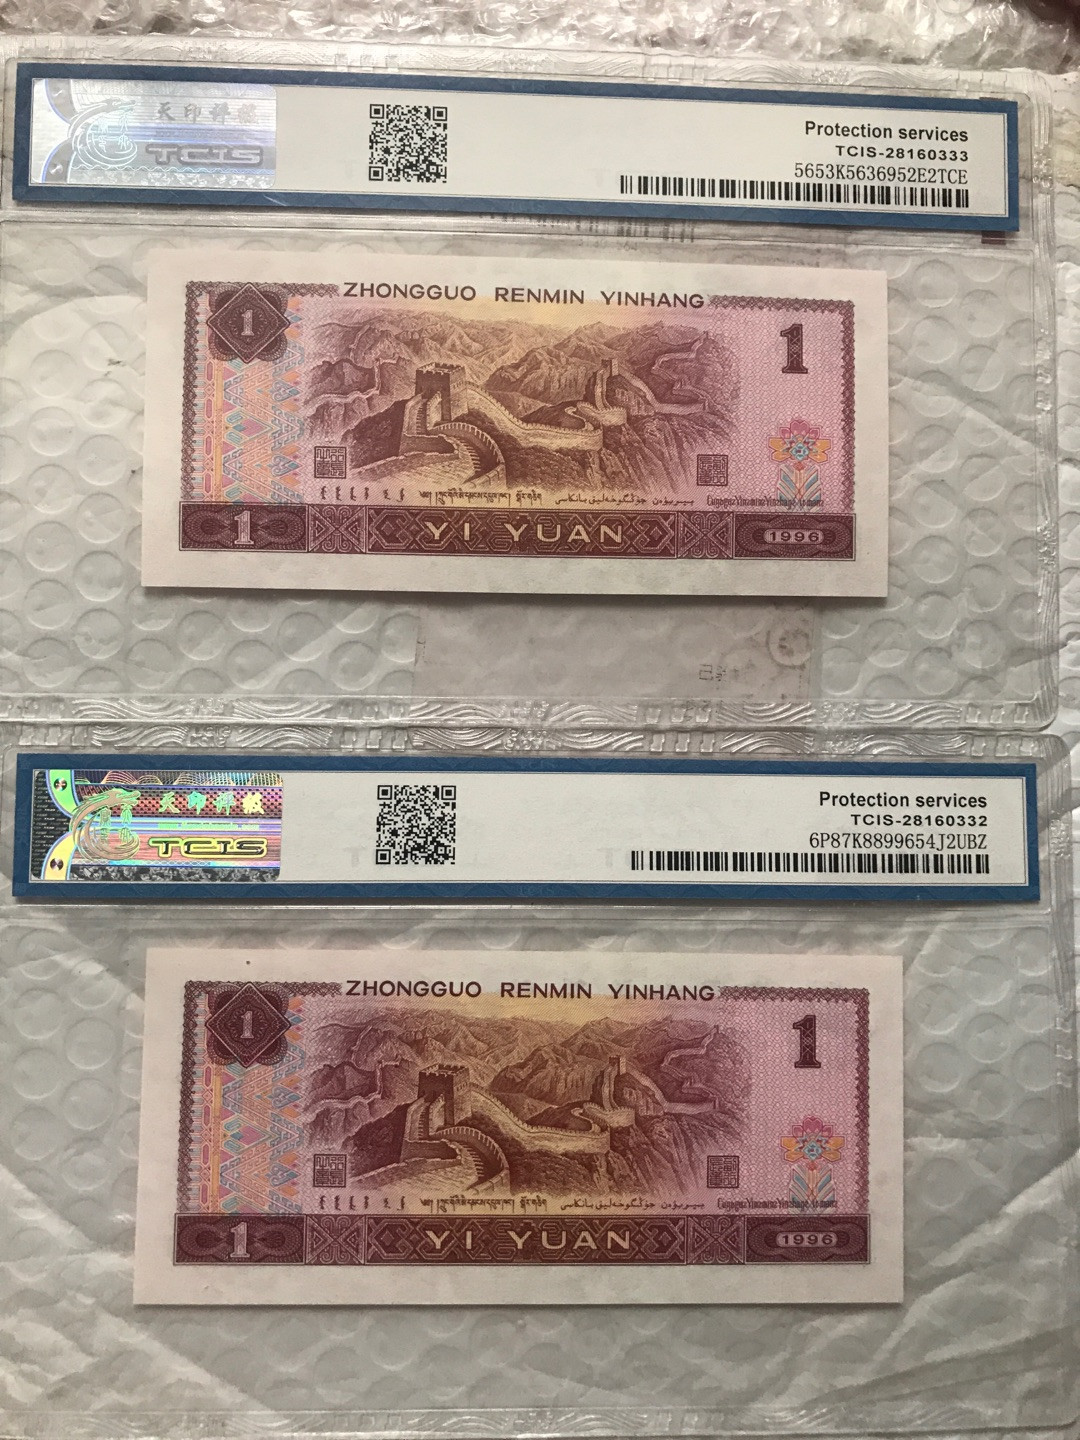 天印评级
TCIS
Protection services
TCIS-28160333
5653K5636952E2TCE
ZHONGGUO RENMIN YINHANG
1
1
1
YI YUAN
1996
天印评级
TCIS
Protection services
TCIS-28160332
6P87K8899654J2UBZ
ZHONGGUO RENMIN YINHANG
1
1
1
YI YUAN
1996